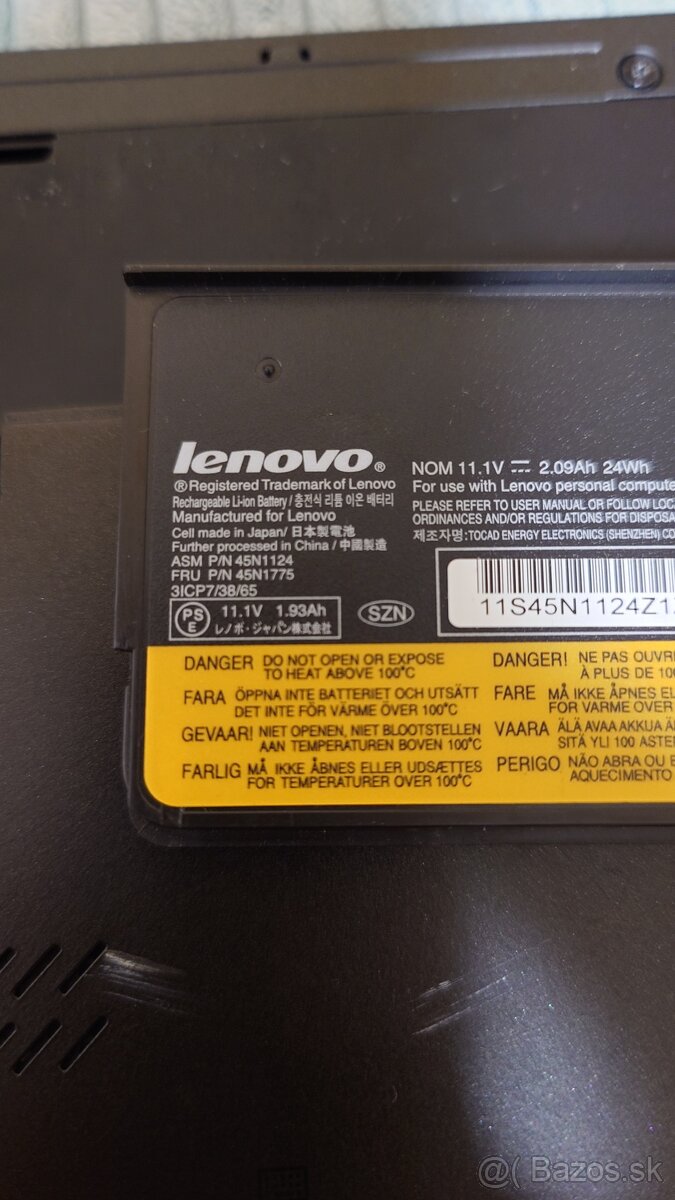 lenovo®
® Registered Trademark of Lenovo
Rechargeable Li-ion Battery / 충전식 리튬 이온 배터리
Manufactured for Lenovo
Cell made in Japan/ 日本製電池
Further processed in China / 中國製造
ASM P/N 45N1124
FRU P/N 45N1775
3ICP7/38/65
PS E 11.1V 1.93Ah
レノボ・ジャパン株式会社
SZN
NOM 11.1V ⎓ 2.09Ah 24Wh
For use with Lenovo personal compute
PLEASE REFER TO USER MANUAL OR FOLLOW LOC
ORDINANCES AND/OR REGULATIONS FOR DISPOSA
제조자명:TOCAD ENERGY ELECTRONICS (SHENZHEN) CO
11S45N1124Z1
DANGER DO NOT OPEN OR EXPOSE
TO HEAT ABOVE 100°C
FARA ÖPPNA INTE BATTERIET OCH UTSÄTT
DET INTE FÖR VÄRME ÖVER 100°C
GEVAAR! NIET OPENEN, NIET BLOOTSTELLEN
AAN TEMPERATUREN BOVEN 100°C
FARLIG MÅ IKKE ÅBNES ELLER UDSÆTTES
FOR TEMPERATURER OVER 100°C
DANGER! NE PAS OUVRI
À PLUS DE 10
FARE MÅ IKKE ÅPNES E
FOR VARME OVER
VAARA ÄLÄ AVAA AKKUA Ä
SITÄ YLI 100 ASTE
PERIGO NÃO ABRA OU E
AQUECIMENTO
@( Bazos.sk